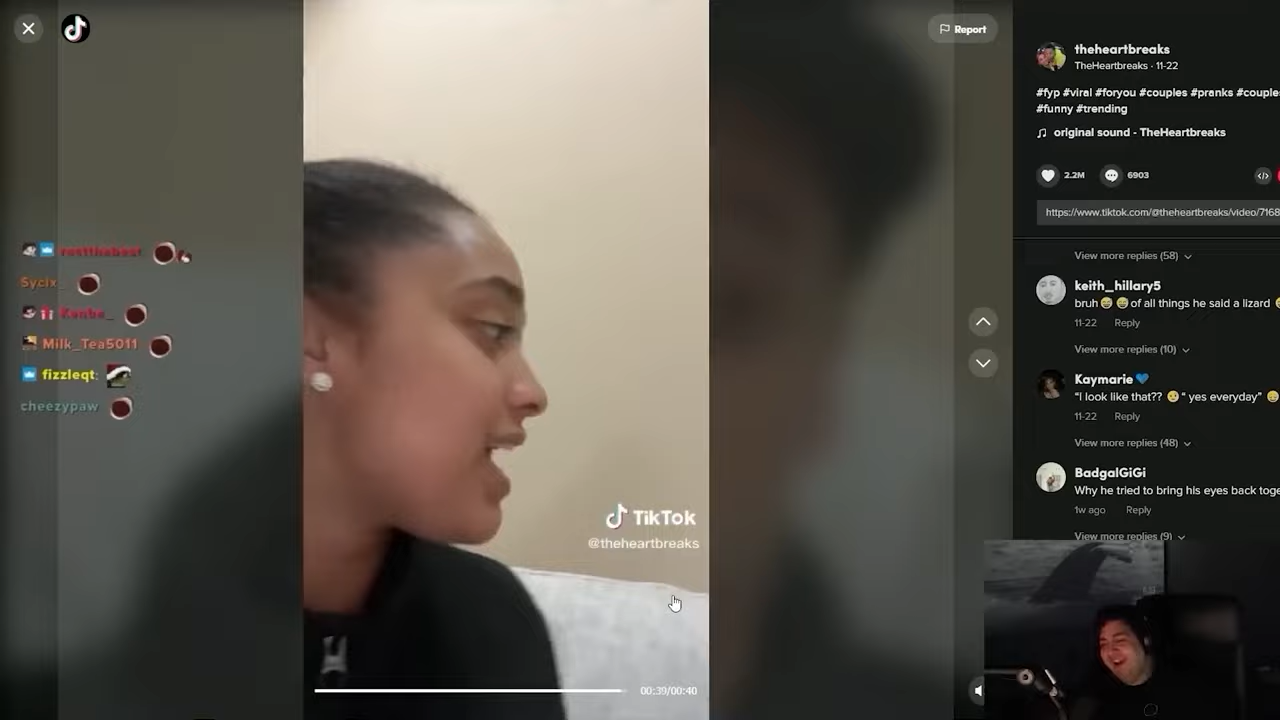 Report
theheartbreaks
TheHeartbreaks · 11-22
#fyp #viral #foryou #couples #pranks #couple
#funny #trending
original sound - TheHeartbreaks
2.2M
6903
https://www.tiktok.com/@theheartbreaks/video/7168
View more replies (58)
keith_hillary5
bruh of all things he said a lizard
11-22 Reply
View more replies (10)
Kaymarie
"I look like that?? " yes everyday"
11-22 Reply
View more replies (48)
BadgalGiGi
Why he tried to bring his eyes back toge
1w ago Reply
View more replies (9)
Milk_Tea5011
fizzleqt:
cheezypaw
TikTok
@theheartbreaks
00:39/00:40